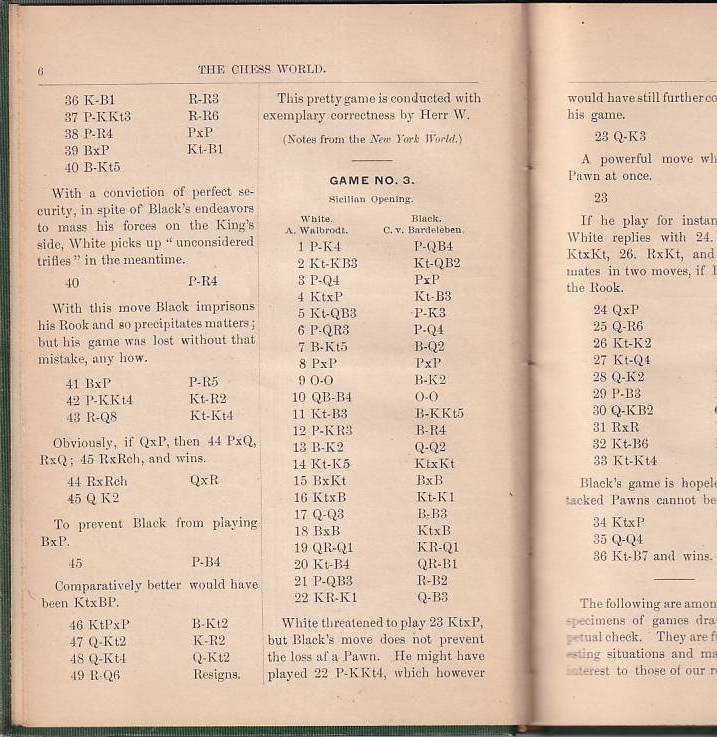 6
THE CHESS WORLD.
36 K-B1 R-R3
37 P-KKt3 R-R6
38 P-R4 PxP
39 BxP Kt-B1
40 B-Kt5
With a conviction of perfect se-
curity, in spite of Black's endeavors
to mass his forces on the King's
side, White picks up "unconsidered
trifles" in the meantime.
40 P-R4
With this move Black imprisons
his Rook and so precipitates matters;
but his game was lost without that
mistake, any how.
41 BxP P-R5
42 P-KKt4 Kt-R2
43 R-Q8 Kt-Kt4
Obviously, if QxP, then 44 PxQ,
RxQ; 45 RxRch, and wins.
44 RxRch QxR
45 Q K2
To prevent Black from playing
BxP.
45 P-B4
Comparatively better would have
been KtxBP.
46 KtPxP B-Kt2
47 Q-Kt2 K-R2
48 Q-Kt4 Q-Kt2
49 R-Q6 Resigns.
This pretty game is conducted with
exemplary correctness by Herr W.
(Notes from the New York World.)
GAME NO. 3.
Sicilian Opening.
White. Black.
A. Walbrodt. C. v. Bardeleben.
1 P-K4 P-QB4
2 Kt-KB3 Kt-QB2
3 P-Q4 PxP
4 KtxP Kt-B3
5 Kt-QB3 P-K3
6 P-QR3 P-Q4
7 B-Kt5 B-Q2
8 PxP PxP
9 O-O B-K2
10 QB-B4 O-O
11 Kt-B3 B-KKt5
12 P-KR3 B-R4
13 B-K2 Q-Q2
14 Kt-K5 KtxKt
15 BxKt BxB
16 KtxB Kt-K1
17 Q-Q3 B-B3
18 BxB KtxB
19 QR-Q1 KR-Q1
20 Kt-B4 QR-B1
21 P-QB3 R-B2
22 KR-K1 Q-B3
White threatened to play 23 KtxP,
but Black's move does not prevent
the loss af a Pawn. He might have
played 22 P-KKt4, which however
would have still further co
his game.
23 Q-K3
A powerful move wh
Pawn at once.
23
If he play for instan
White replies with 24.
KtxKt, 26. RxKt, and
mates in two moves, if
the Rook.
24 QxP
25 Q-R6
26 Kt-K2
27 Kt-Q4
28 Q-K2
29 P-B3
30 Q-KB2
31 RxR
32 Kt-B6
33 Kt-Kt4
Black's game is hopele
tacked Pawns cannot be
34 KtxP
35 Q-Q4
36 Kt-B7 and wins.
The following are amon
specimens of games dra
petual check. They are f
esting situations and ma
interest to those of our r